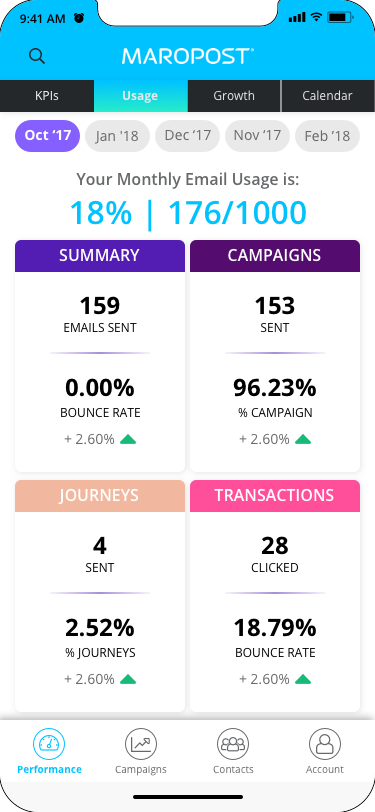 9:41 AM
MAROPOST
KPIs Usage Growth Calendar
Oct ‘17 Jan '18 Dec ‘17 Nov ‘17 Feb ‘18
Your Monthly Email Usage is:
18% | 176/1000
SUMMARY CAMPAIGNS
159 153
EMAILS SENT SENT
0.00% 96.23%
BOUNCE RATE % CAMPAIGN
+ 2.60% + 2.60%
JOURNEYS TRANSACTIONS
4 28
SENT CLICKED
2.52% 18.79%
% JOURNEYS BOUNCE RATE
+ 2.60% + 2.60%
Performance Campaigns Contacts Account